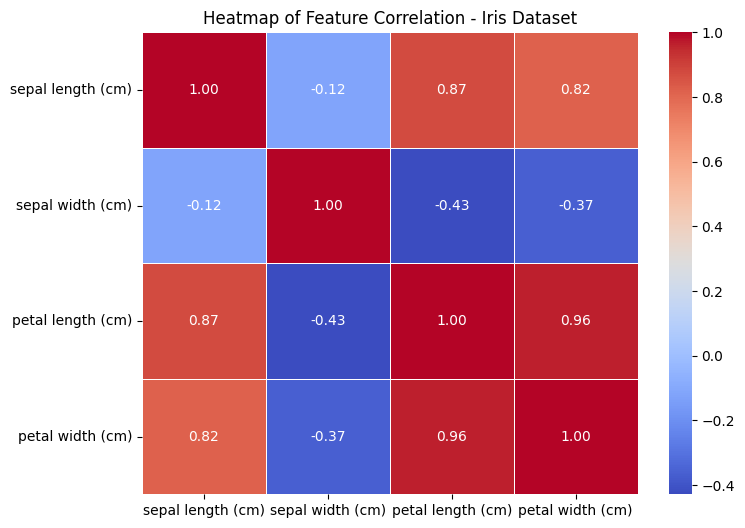 Heatmap of Feature Correlation - Iris Dataset
sepal length (cm) 1.00 -0.12 0.87 0.82
sepal width (cm) -0.12 1.00 -0.43 -0.37
petal length (cm) 0.87 -0.43 1.00 0.96
petal width (cm) 0.82 -0.37 0.96 1.00
sepal length (cm) sepal width (cm) petal length (cm) petal width (cm)
1.0
0.8
0.6
0.4
0.2
0.0
−0.2
−0.4